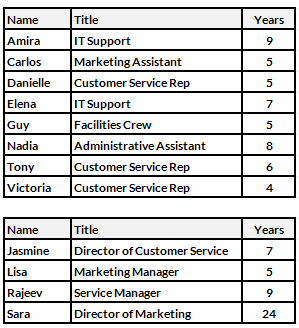 Name Title Years
Amira IT Support 9
Carlos Marketing Assistant 5
Danielle Customer Service Rep 5
Elena IT Support 7
Guy Facilities Crew 5
Nadia Administrative Assistant 8
Tony Customer Service Rep 6
Victoria Customer Service Rep 4
Name Title Years
Jasmine Director of Customer Service 7
Lisa Marketing Manager 5
Rajeev Service Manager 9
Sara Director of Marketing 24